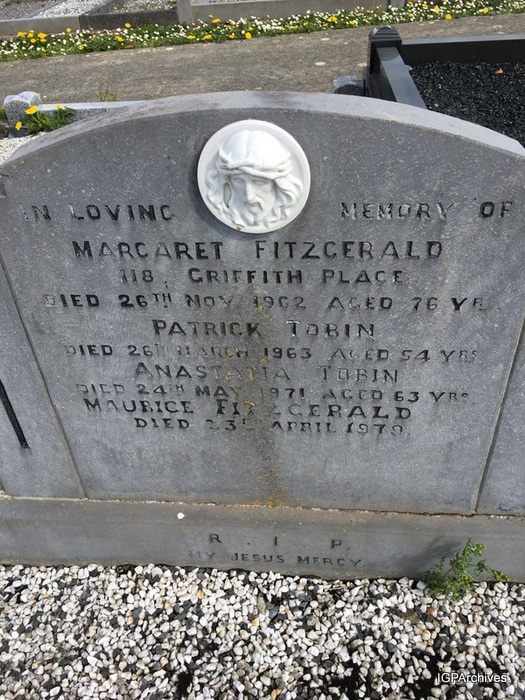 IN LOVING MEMORY OF
MARGARET FITZGERALD
118, GRIFFITH PLACE
DIED 26TH NOV 1962 AGED 76 YRS
PATRICK TOBIN
DIED 26TH MARCH 1963 AGED 54 YRS
ANASTATIA TOBIN
DIED 24TH MAY 1971 AGED 63 YRS
MAURICE FITZGERALD
DIED 23RD APRIL 1979.
R. I. P.
MY JESUS MERCY
IGPArchives